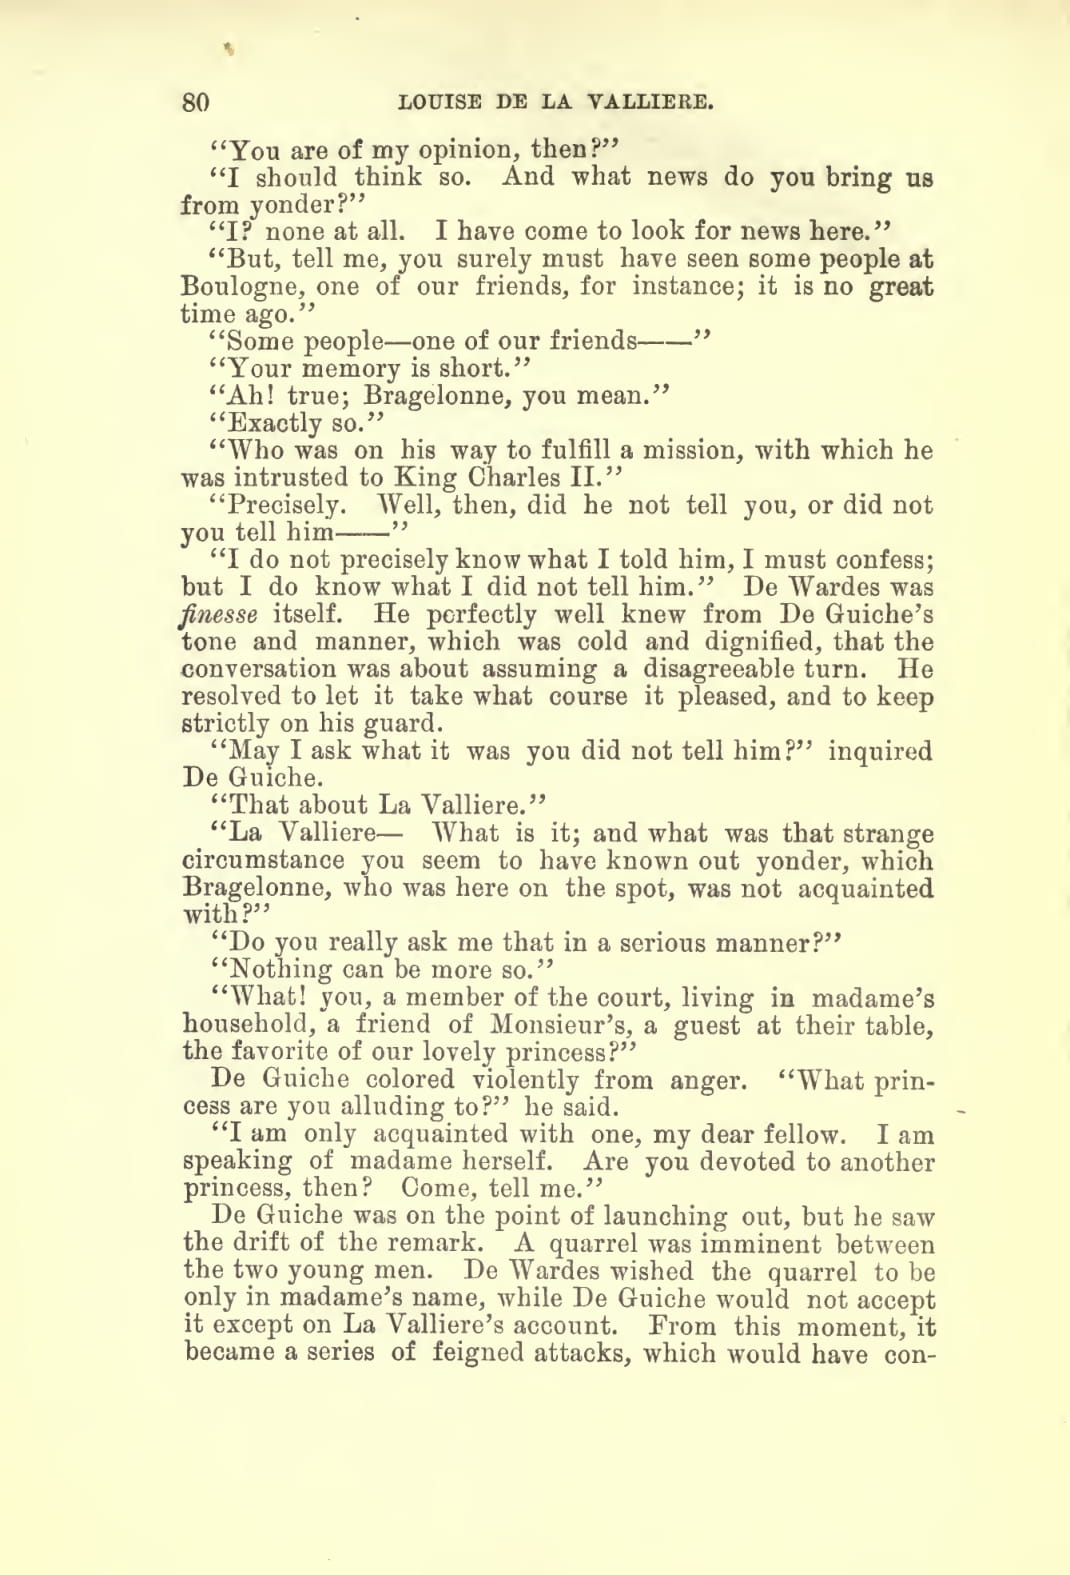 80 LOUISE DE LA VALLIERE.
“You are of my opinion, then?”
“I should think so. And what news do you bring us
from yonder?”
“I? none at all. I have come to look for news here.”
“But, tell me, you surely must have seen some people at
Boulogne, one of our friends, for instance; it is no great
time ago.”
“Some people—one of our friends——”
“Your memory is short.”
“Ah! true; Bragelonne, you mean.”
“Exactly so.”
“Who was on his way to fulfill a mission, with which he
was intrusted to King Charles II.”
“Precisely. Well, then, did he not tell you, or did not
you tell him——”
“I do not precisely know what I told him, I must confess;
but I do know what I did not tell him.” De Wardes was
finesse itself. He perfectly well knew from De Guiche’s
tone and manner, which was cold and dignified, that the
conversation was about assuming a disagreeable turn. He
resolved to let it take what course it pleased, and to keep
strictly on his guard.
“May I ask what it was you did not tell him?” inquired
De Guiche.
“That about La Valliere.”
“La Valliere— What is it; and what was that strange
circumstance you seem to have known out yonder, which
Bragelonne, who was here on the spot, was not acquainted
with?”
“Do you really ask me that in a serious manner?”
“Nothing can be more so.”
“What! you, a member of the court, living in madame’s
household, a friend of Monsieur’s, a guest at their table,
the favorite of our lovely princess?”
De Guiche colored violently from anger. “What prin-
cess are you alluding to?” he said.
“I am only acquainted with one, my dear fellow. I am
speaking of madame herself. Are you devoted to another
princess, then? Come, tell me.”
De Guiche was on the point of launching out, but he saw
the drift of the remark. A quarrel was imminent between
the two young men. De Wardes wished the quarrel to be
only in madame’s name, while De Guiche would not accept
it except on La Valliere’s account. From this moment, it
became a series of feigned attacks, which would have con-